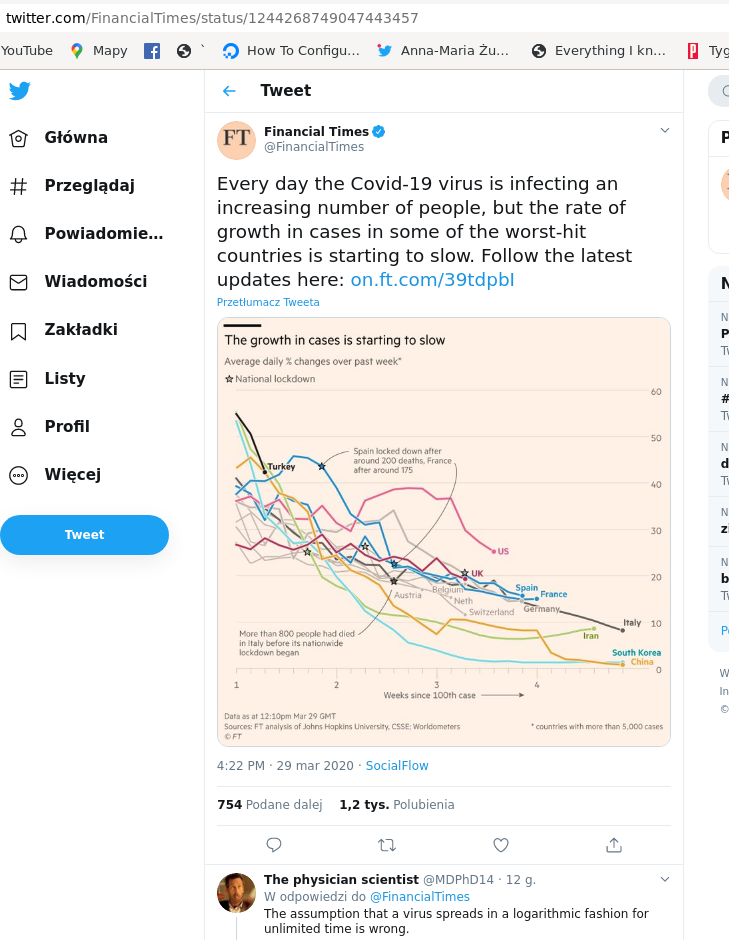 twitter.com/FinancialTimes/status/1244268749047443457
YouTube Mapy How To Configu... Anna-Maria Żu... Everything I kn... Tyg
Tweet
Główna
Przeglądaj
Powiadomie...
Wiadomości
Zakładki
Listy
Profil
Więcej
Tweet
FT
Financial Times
@FinancialTimes
Every day the Covid-19 virus is infecting an
increasing number of people, but the rate of
growth in cases in some of the worst-hit
countries is starting to slow. Follow the latest
updates here: on.ft.com/39tdpbI
Przetłumacz Tweeta
The growth in cases is starting to slow
Average daily % changes over past week*
National lockdown
60
50
40
30
20
10
0
Turkey
Spain locked down after
around 200 deaths, France
after around 175
US
UK
Belgium
Austria
Neth
Switzerland
Spain
France
Germany
Italy
Iran
South Korea
China
More than 800 people had died
in Italy before its nationwide
lockdown began
1 2 3 4
Weeks since 100th case
Data as at 12:10pm Mar 29 GMT
Sources: FT analysis of Johns Hopkins University, CSSE; Worldometers
* countries with more than 5,000 cases
© FT
4:22 PM · 29 mar 2020 · SocialFlow
754 Podane dalej 1,2 tys. Polubienia
The physician scientist @MDPhD14 · 12 g.
W odpowiedzi do @FinancialTimes
The assumption that a virus spreads in a logarithmic fashion for
unlimited time is wrong.